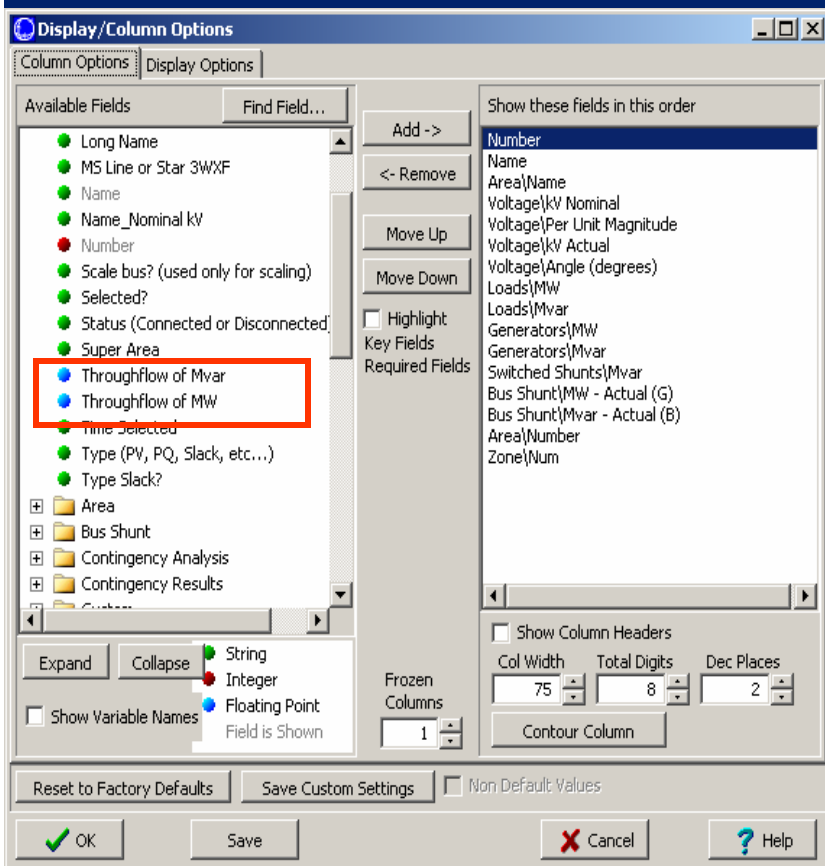 Display/Column Options
Column Options
Display Options
Available Fields
Find Field...
Long Name
MS Line or Star 3WXF
Name
Name_Nominal kV
Number
Scale bus? (used only for scaling)
Selected?
Status (Connected or Disconnected
Super Area
Throughflow of Mvar
Throughflow of MW
Time Selected
Type (PV, PQ, Slack, etc...)
Type Slack?
Area
Bus Shunt
Contingency Analysis
Contingency Results
Custom
Expand
Collapse
Show Variable Names
String
Integer
Floating Point
Field is Shown
Add ->
<- Remove
Move Up
Move Down
Highlight
Key Fields
Required Fields
Frozen
Columns
1
Show these fields in this order
Number
Name
Area\Name
Voltage\kV Nominal
Voltage\Per Unit Magnitude
Voltage\kV Actual
Voltage\Angle (degrees)
Loads\MW
Loads\Mvar
Generators\MW
Generators\Mvar
Switched Shunts\Mvar
Bus Shunt\MW - Actual (G)
Bus Shunt\Mvar - Actual (B)
Area\Number
Zone\Num
Show Column Headers
Col Width Total Digits Dec Places
75 8 2
Contour Column
Reset to Factory Defaults
Save Custom Settings
Non Default Values
OK
Save
Cancel
? Help